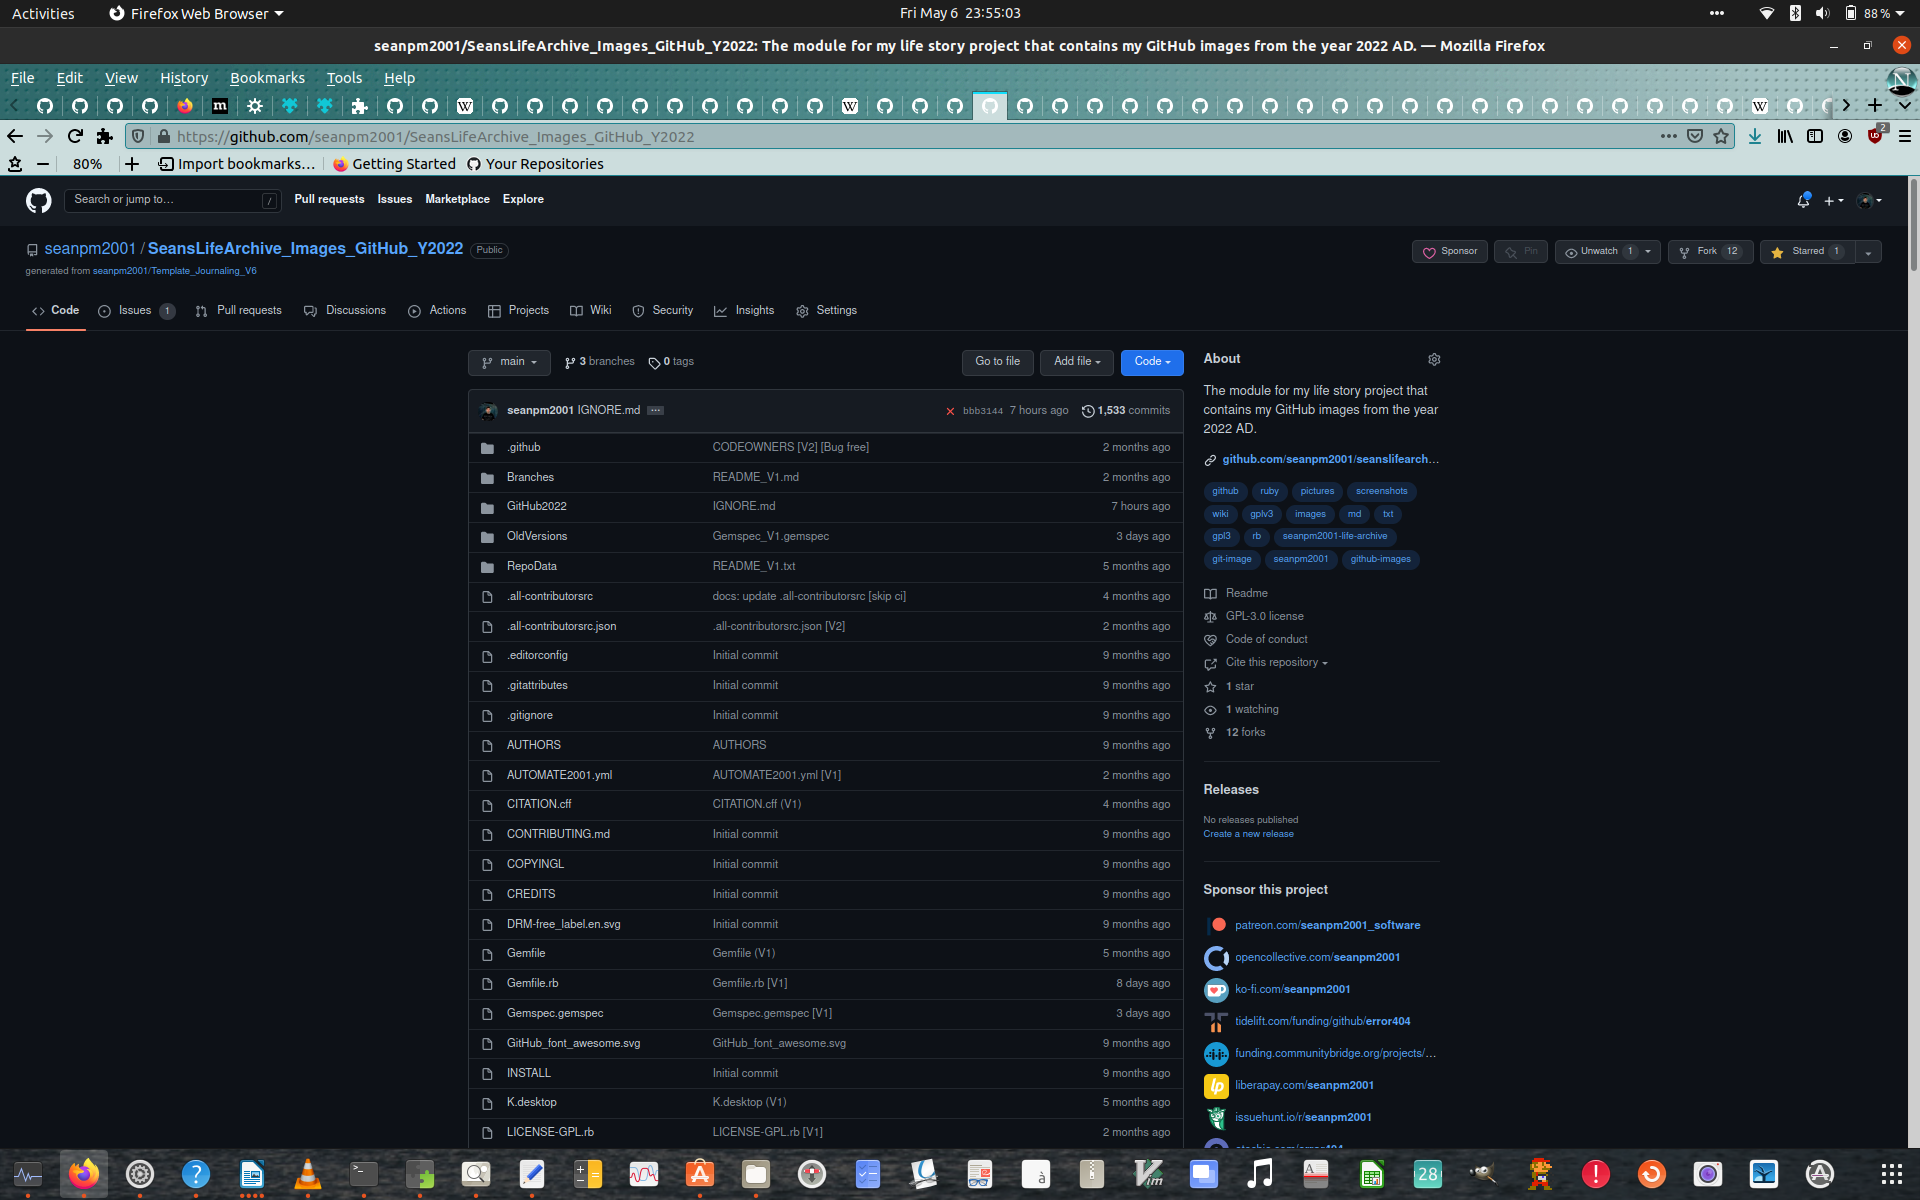 Activities
Firefox Web Browser
Fri May 6 23:55:03
88 %
seanpm2001/SeansLifeArchive_Images_GitHub_Y2022: The module for my life story project that contains my GitHub images from the year 2022 AD. — Mozilla Firefox
File Edit View History Bookmarks Tools Help
https://github.com/seanpm2001/SeansLifeArchive_Images_GitHub_Y2022
2
80%
Import bookmarks…
Getting Started
Your Repositories
Search or jump to…
/
Pull requests Issues Marketplace Explore
seanpm2001 / SeansLifeArchive_Images_GitHub_Y2022 Public
generated from seanpm2001/Template_Journaling_V6
Sponsor
Pin
Unwatch 1
Fork 12
Starred 1
Code
Issues 1
Pull requests
Discussions
Actions
Projects
Wiki
Security
Insights
Settings
main
3 branches
0 tags
Go to file
Add file
Code
seanpm2001 IGNORE.md
bbb3144 7 hours ago
1,533 commits
.github CODEOWNERS [V2] [Bug free] 2 months ago
Branches README_V1.md 2 months ago
GitHub2022 IGNORE.md 7 hours ago
OldVersions Gemspec_V1.gemspec 3 days ago
RepoData README_V1.txt 5 months ago
.all-contributorsrc docs: update .all-contributorsrc [skip ci] 4 months ago
.all-contributorsrc.json .all-contributorsrc.json [V2] 2 months ago
.editorconfig Initial commit 9 months ago
.gitattributes Initial commit 9 months ago
.gitignore Initial commit 9 months ago
AUTHORS AUTHORS 9 months ago
AUTOMATE2001.yml AUTOMATE2001.yml [V1] 2 months ago
CITATION.cff CITATION.cff (V1) 4 months ago
CONTRIBUTING.md Initial commit 9 months ago
COPYINGL Initial commit 9 months ago
CREDITS Initial commit 9 months ago
DRM-free_label.en.svg Initial commit 9 months ago
Gemfile Gemfile (V1) 5 months ago
Gemfile.rb Gemfile.rb [V1] 8 days ago
Gemspec.gemspec Gemspec.gemspec [V1] 3 days ago
GitHub_font_awesome.svg GitHub_font_awesome.svg 9 months ago
INSTALL Initial commit 9 months ago
K.desktop K.desktop (V1) 5 months ago
LICENSE-GPL.rb LICENSE-GPL.rb [V1] 2 months ago
About
The module for my life story project that
contains my GitHub images from the year
2022 AD.
github.com/seanpm2001/seanslifearch…
github ruby pictures screenshots
wiki gplv3 images md txt
gpl3 rb seanpm2001-life-archive
git-image seanpm2001 github-images
Readme
GPL-3.0 license
Code of conduct
Cite this repository
1 star
1 watching
12 forks
Releases
No releases published
Create a new release
Sponsor this project
patreon.com/seanpm2001_software
opencollective.com/seanpm2001
ko-fi.com/seanpm2001
tidelift.com/funding/github/error404
funding.communitybridge.org/projects/…
liberapay.com/seanpm2001
issuehunt.io/r/seanpm2001
28